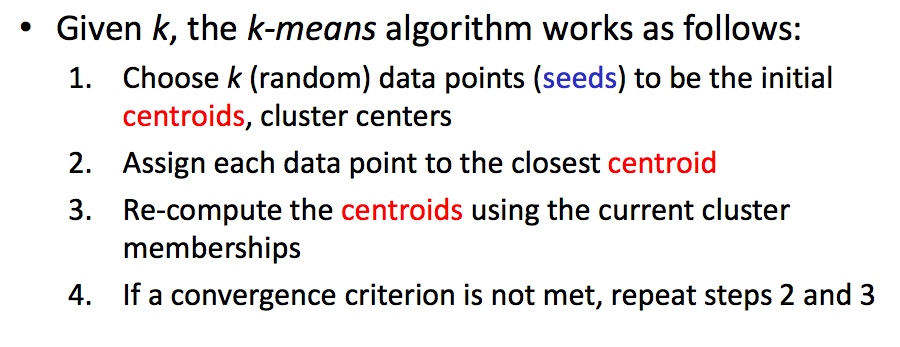 • Given k, the k-means algorithm works as follows:
1. Choose k (random) data points (seeds) to be the initial
centroids, cluster centers
2. Assign each data point to the closest centroid
3. Re-compute the centroids using the current cluster
memberships
4. If a convergence criterion is not met, repeat steps 2 and 3